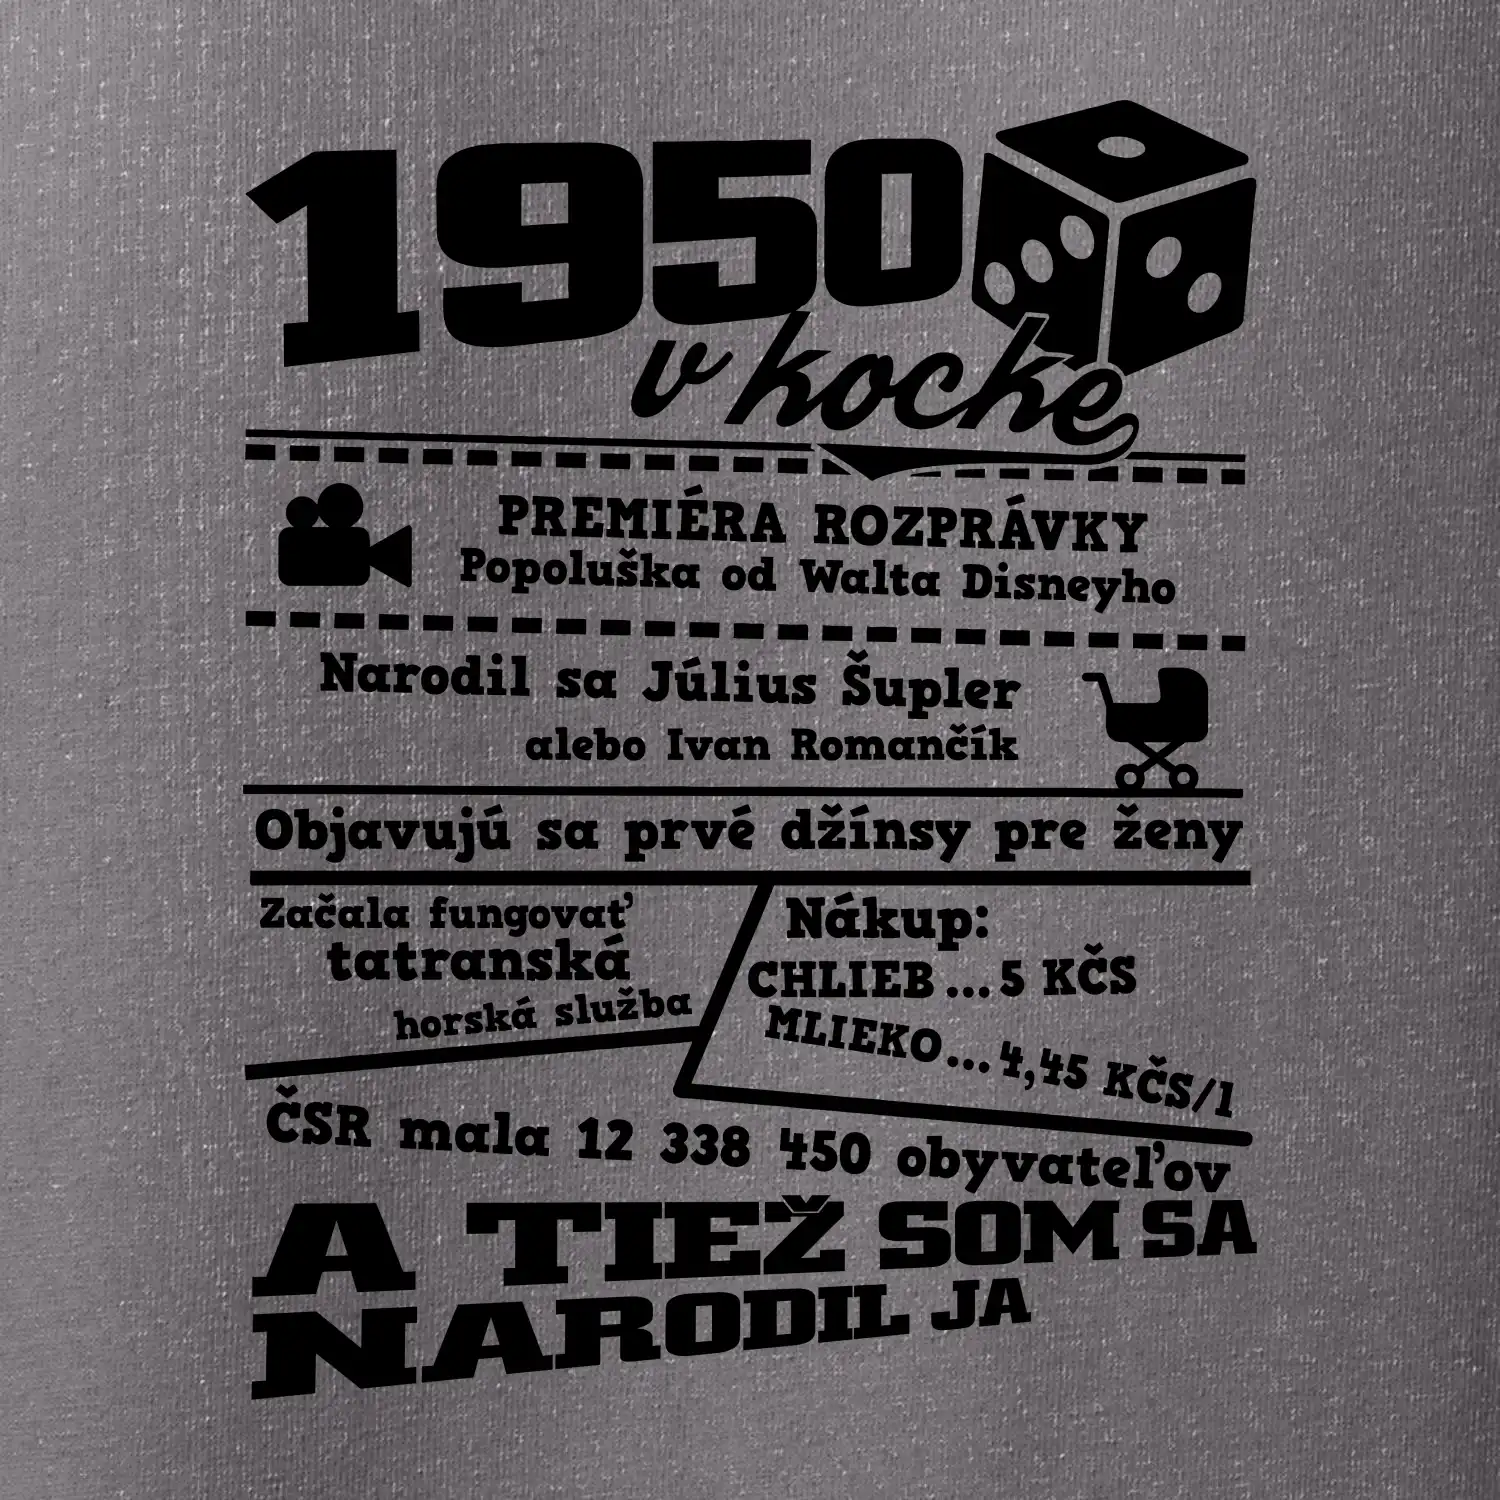 1950
v kocke
PREMIÉRA ROZPRÁVKY
Popoluška od Walta Disneyho
Narodil sa Július Šupler
alebo Ivan Romančík
Objavujú sa prvé džínsy pre ženy
Začala fungovať
tatranská
horská služba
Nákup:
CHLIEB...5 KČS
MLIEKO...4,45 KČS/l
ČSR mala 12 338 450 obyvateľov
A TIEŽ SOM SA
NARODIL JA